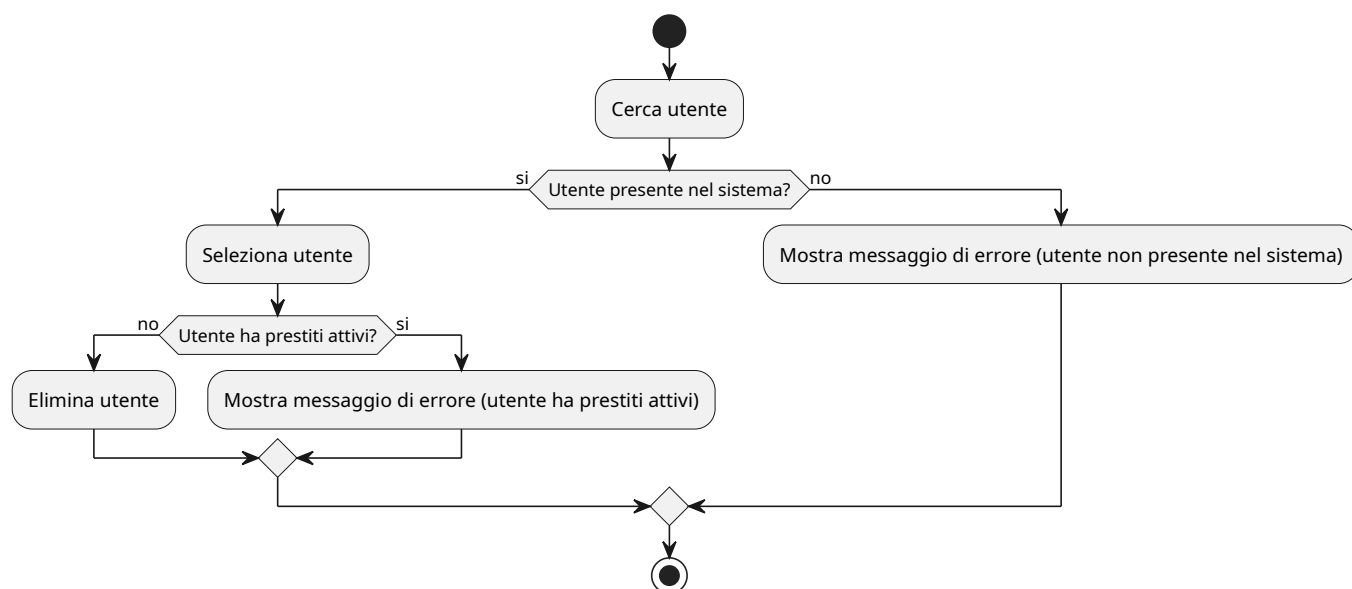 Cerca utente
si
Utente presente nel sistema?
no
Seleziona utente
Mostra messaggio di errore (utente non presente nel sistema)
no
Utente ha prestiti attivi?
si
Elimina utente
Mostra messaggio di errore (utente ha prestiti attivi)